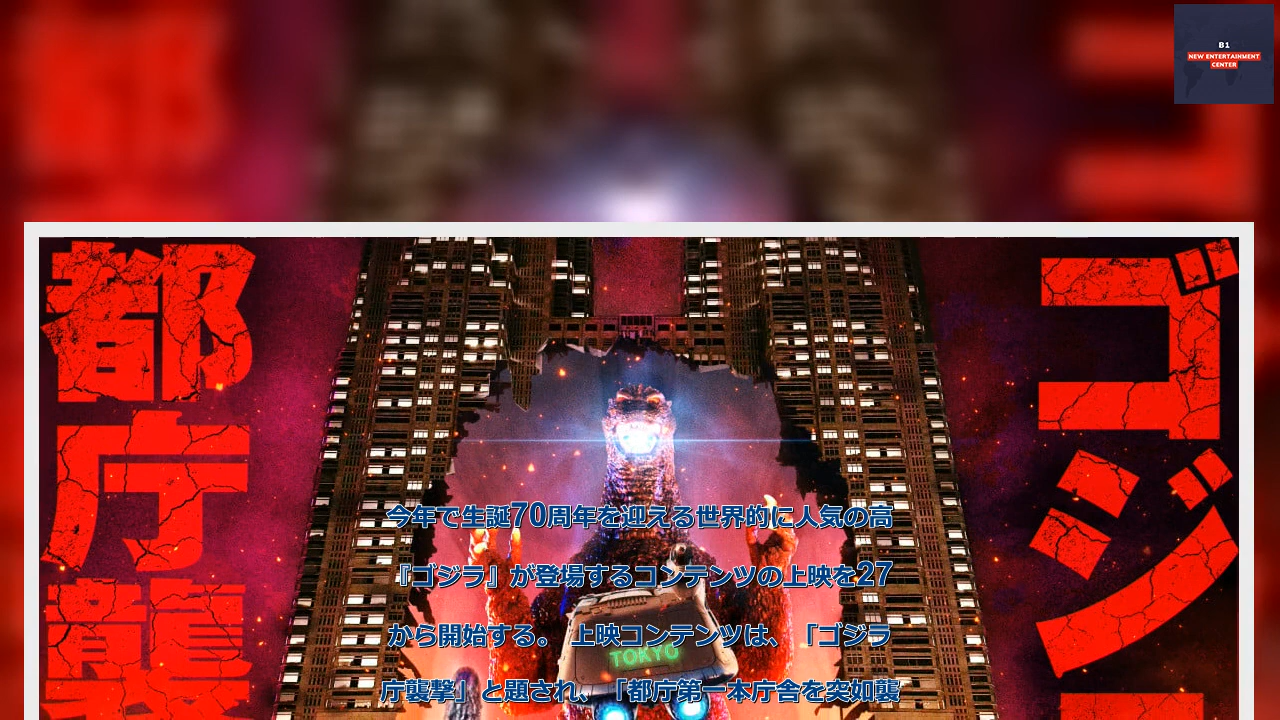 B1
NEW ENTERTAINMENT
CENTER
ゴジ
都庁襲
今年で生誕70周年を迎える世界的に人気の高
『ゴジラ』が登場するコンテンツの上映を27
から開始する。 上映コンテンツは、「ゴジラ
庁襲撃」と題され、「都庁第一本庁舎を突如襲
TOKYO